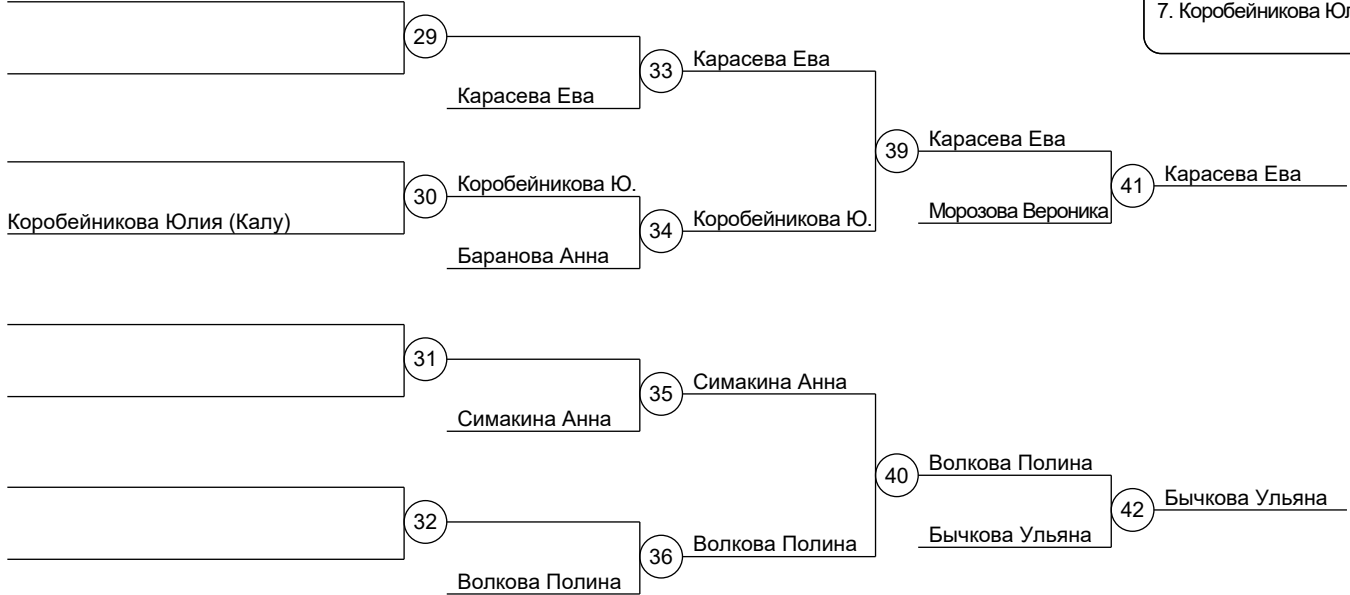 7. Коробейникова
29
33
Карасева Ева
Карасева Ева
39
Карасева Ева
41
Карасева Ева
30
Коробейникова Ю.
Коробейникова Юлия (Калу)
34
Коробейникова Ю.
Морозова Вероника
Баранова Анна
31
35
Симакина Анна
Симакина Анна
40
Волкова Полина
42
Бычкова Ульяна
32
Бычкова Ульяна
36
Волкова Полина
Волкова Полина